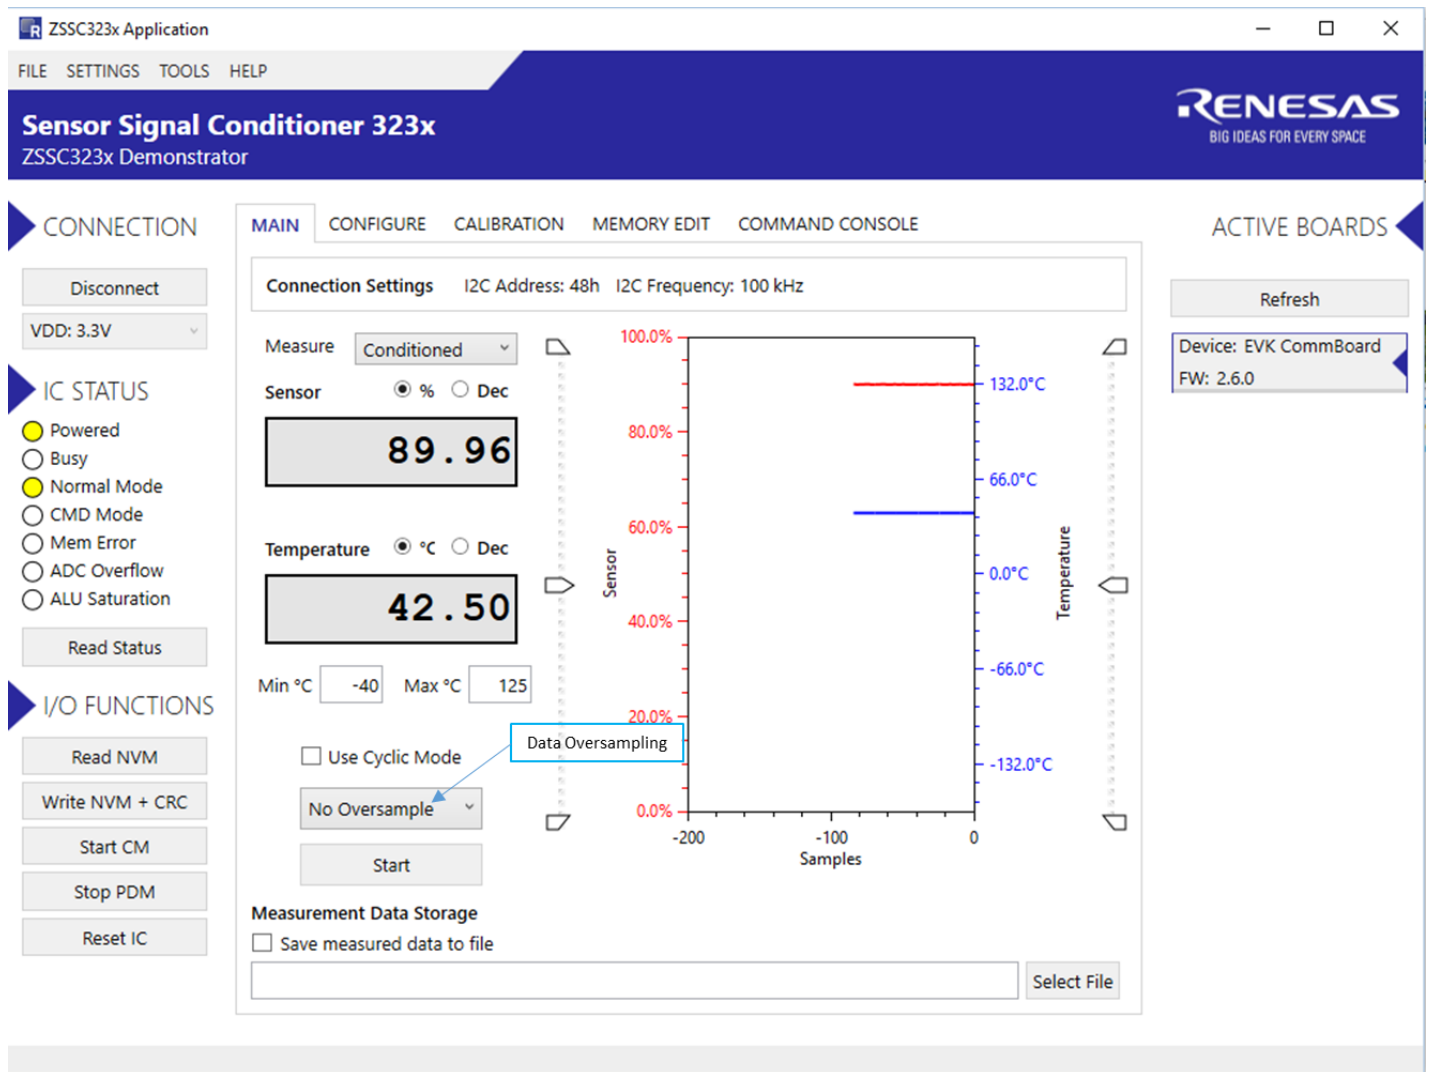 ZSSC323x Application
FILE SETTINGS TOOLS HELP
RENESAS
BIG IDEAS FOR EVERY SPACE
Sensor Signal Conditioner 323x
ZSSC323x Demonstrator
CONNECTION
Disconnect
VDD: 3.3V
IC STATUS
Powered
Busy
Normal Mode
CMD Mode
Mem Error
ADC Overflow
ALU Saturation
Read Status
I/O FUNCTIONS
Read NVM
Write NVM + CRC
Start CM
Stop PDM
Reset IC
MAIN CONFIGURE CALIBRATION MEMORY EDIT COMMAND CONSOLE
Connection Settings I2C Address: 48h I2C Frequency: 100 kHz
Measure Conditioned
Sensor % Dec
89.96
Temperature °C Dec
42.50
Min °C -40 Max °C 125
Use Cyclic Mode
Data Oversampling
No Oversample
Start
100.0%
80.0%
60.0%
40.0%
20.0%
0.0%
Sensor
132.0°C
66.0°C
0.0°C
-66.0°C
-132.0°C
Temperature
-200 -100 0
Samples
Measurement Data Storage
Save measured data to file
Select File
ACTIVE BOARDS
Refresh
Device: EVK CommBoard
FW: 2.6.0